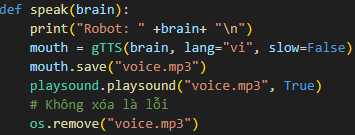 def speak(brain):
    print("Robot: " +brain+ "\n")
    mouth = gTTS(brain, lang="vi", slow=False)
    mouth.save("voice.mp3")
    playsound.playsound("voice.mp3", True)
    # Không xóa là lỗi
    os.remove("voice.mp3")